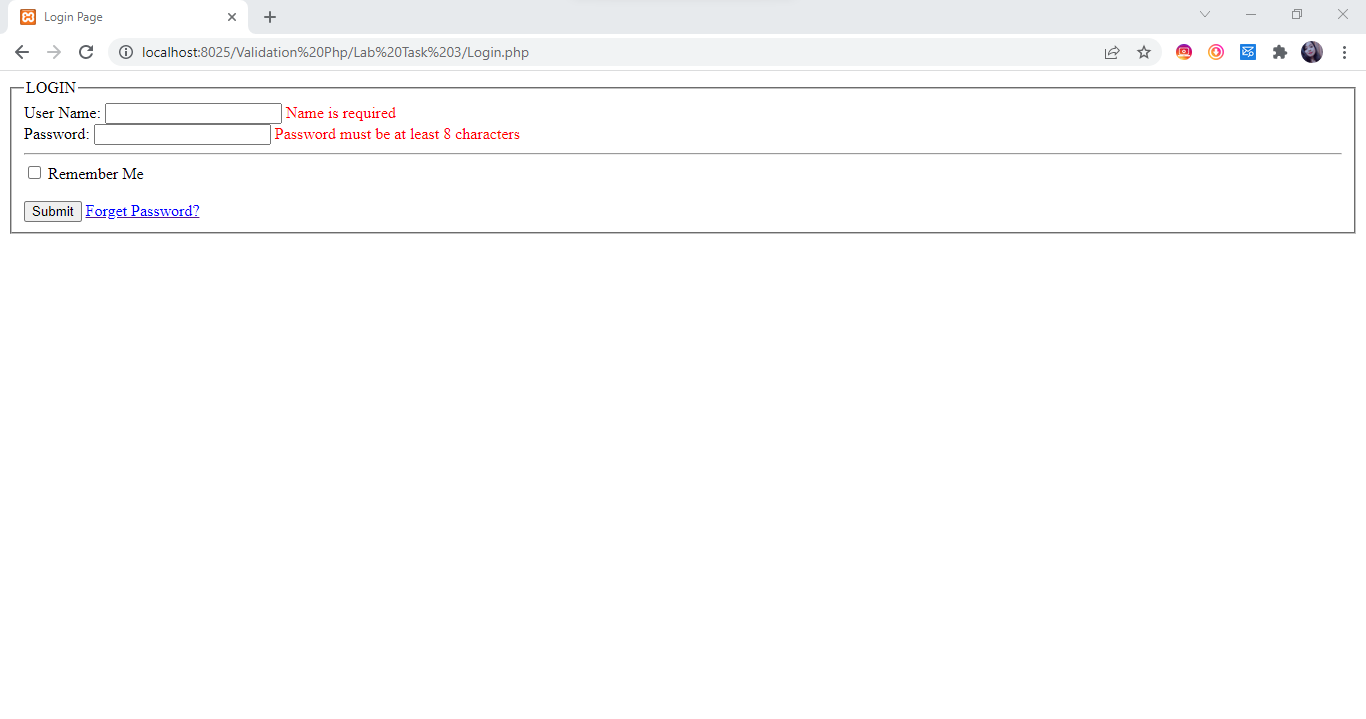 Login Page
localhost:8025/Validation%20Php/Lab%20Task%203/Login.php
LOGIN
User Name: Name is required
Password: Password must be at least 8 characters
Remember Me
Submit Forget Password?